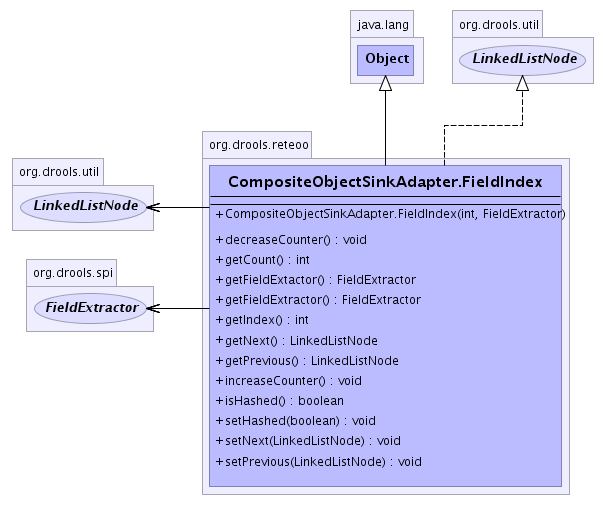 java.lang
Object
org.drools.util
LinkedListNode
org.drools.reteoo
CompositeObjectSinkAdapter.FieldIndex
+ CompositeObjectSinkAdapter.FieldIndex(int, FieldExtractor)
+ decreaseCounter() : void
+ getCount() : int
+ getFieldExtactor() : FieldExtractor
+ getFieldExtractor() : FieldExtractor
+ getIndex() : int
+ getNext() : LinkedListNode
+ getPrevious() : LinkedListNode
+ increaseCounter() : void
+ isHashed() : boolean
+ setHashed(boolean) : void
+ setNext(LinkedListNode) : void
+ setPrevious(LinkedListNode) : void
org.drools.util
LinkedListNode
org.drools.spi
FieldExtractor